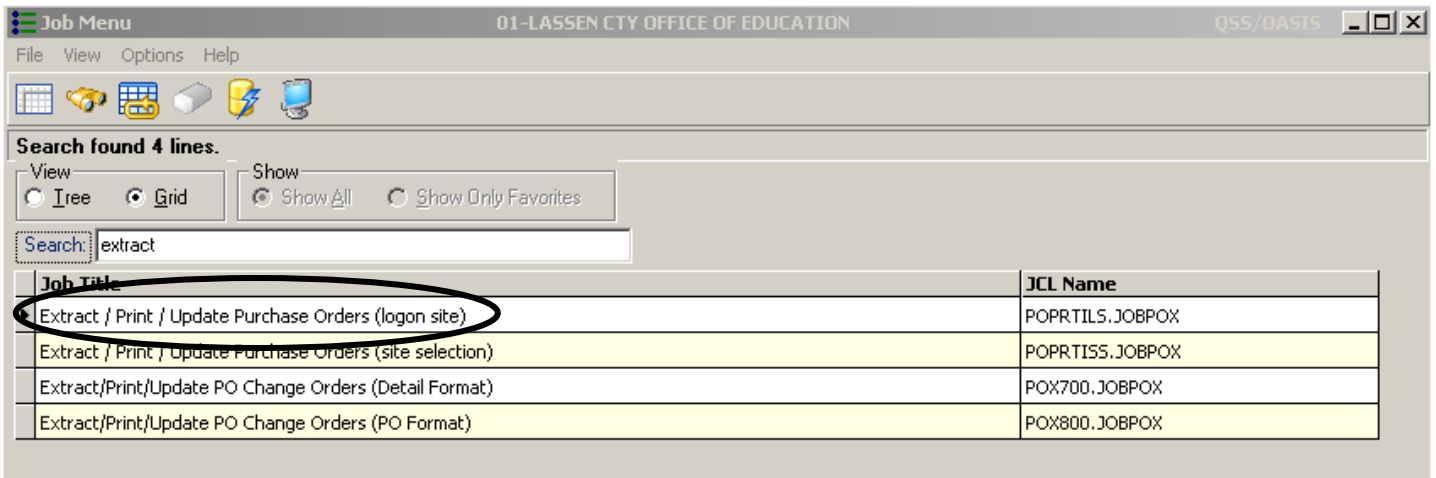 Job Menu 01-LASSEN CTY OFFICE OF EDUCATION QSS/OASIS
File View Options Help
Search found 4 lines.
View Show
Tree Grid Show All Show Only Favorites
Search: extract
Job Title JCL Name
Extract / Print / Update Purchase Orders (logon site) POPRTILS.JOBPOX
Extract / Print / Update Purchase Orders (site selection) POPRTISS.JOBPOX
Extract/Print/Update PO Change Orders (Detail Format) POX700.JOBPOX
Extract/Print/Update PO Change Orders (PO Format) POX800.JOBPOX